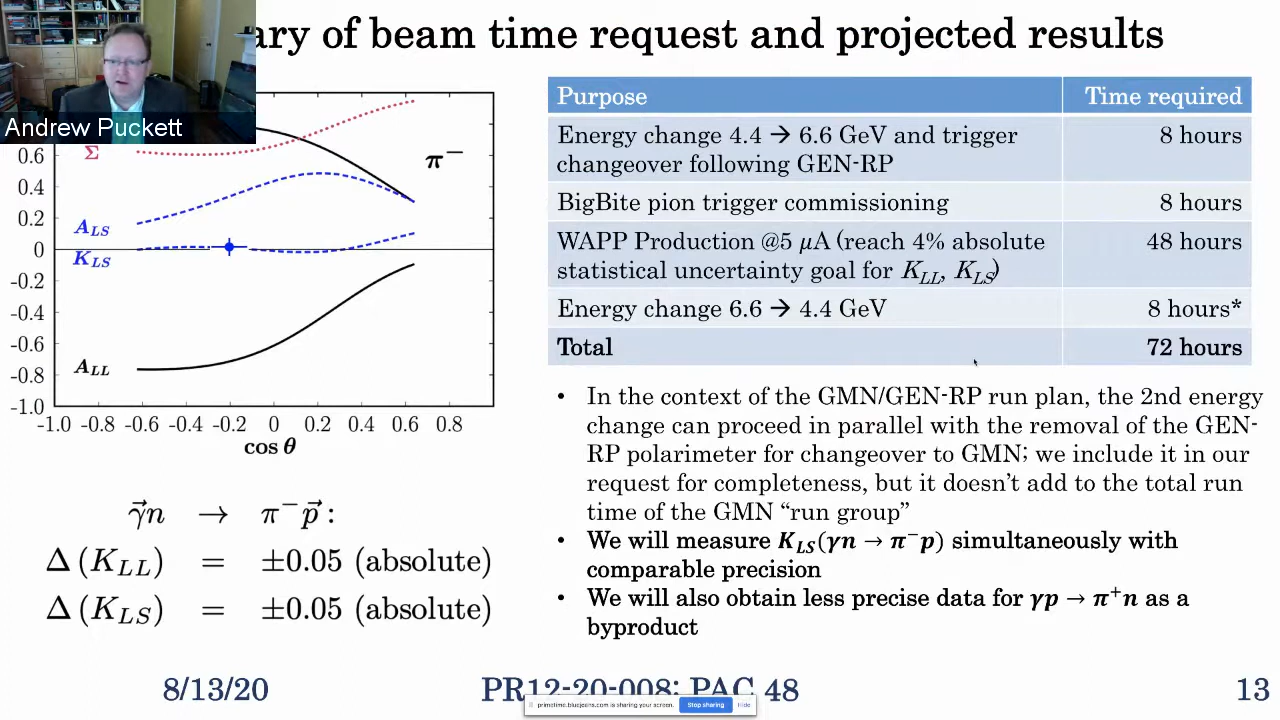 ary of beam time request and projected results
Andrew Puckett
Purpose Time required
Energy change 4.4 → 6.6 GeV and trigger 8 hours
changeover following GEN-RP
BigBite pion trigger commissioning 8 hours
WAPP Production @5 μA (reach 4% absolute 48 hours
statistical uncertainty goal for K_LL, K_LS)
Energy change 6.6 → 4.4 GeV 8 hours*
Total 72 hours
π⁻
Σ
0.6
0.4
0.2
A_LS
0
K_LS
-0.2
-0.4
-0.6
A_LL
-0.8
-1.0
-1.0 -0.8 -0.6 -0.4 -0.2 0 0.2 0.4 0.6 0.8
cos θ
γ⃗n → π⁻p⃗ :
Δ (K_LL) = ±0.05 (absolute)
Δ (K_LS) = ±0.05 (absolute)
• In the context of the GMN/GEN-RP run plan, the 2nd energy
change can proceed in parallel with the removal of the GEN-
RP polarimeter for changeover to GMN; we include it in our
request for completeness, but it doesn’t add to the total run
time of the GMN “run group”
• We will measure K_LS(γn → π⁻p) simultaneously with
comparable precision
• We will also obtain less precise data for γp → π⁺n as a
byproduct
8/13/20 PR12-20-008: PAC 48 13
primetime.bluejeans.com is sharing your screen. Stop sharing Hide